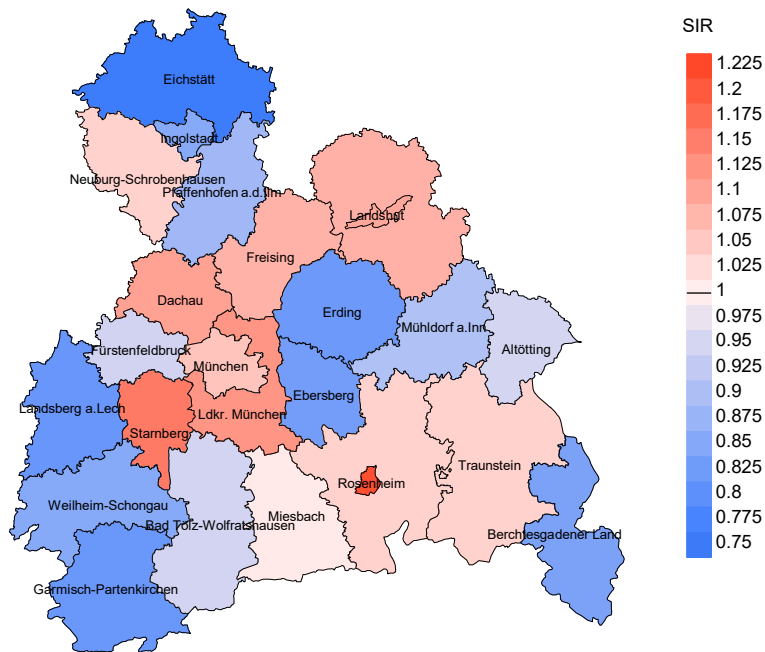 SIR
Eichstätt
Ingolstadt
Neuburg-Schrobenhausen
Pfaffenhofen a.d.Ilm
Landshut
Freising
Dachau
Erding
Mühldorf a.Inn
Altötting
Fürstenfeldbruck
München
Ebersberg
Landsberg a.Lech
Ldkr. München
Starnberg
Traunstein
Rosenheim
Weilheim-Schongau
Miesbach
Bad Tölz-Wolfratshausen
Berchtesgadener Land
Garmisch-Partenkirchen
1.225
1.2
1.175
1.15
1.125
1.1
1.075
1.05
1.025
1
0.975
0.95
0.925
0.9
0.875
0.85
0.825
0.8
0.775
0.75